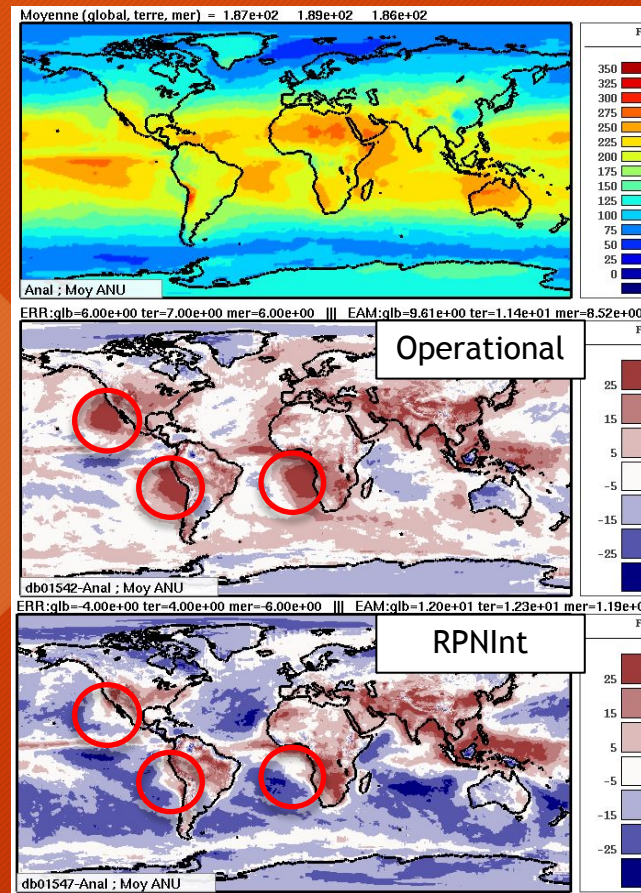 Moyenne (global, terre, mer) = 1.87e+02 1.89e+02 1.86e+02
F
350
325
300
275
250
225
200
175
150
125
100
75
50
25
0
Anal ; Moy ANU
ERR:glb=6.00e+00 ter=7.00e+00 mer=6.00e+00 ||| EAM:glb=9.61e+00 ter=1.14e+01 mer=8.52e+00
F
Operational
25
15
5
-5
-15
-25
db01542-Anal ; Moy ANU
ERR:glb=-4.00e+00 ter=4.00e+00 mer=-6.00e+00 ||| EAM:glb=1.20e+01 ter=1.23e+01 mer=1.19e+0
F
RPNInt
25
15
5
-5
-15
-25
db01547-Anal ; Moy ANU